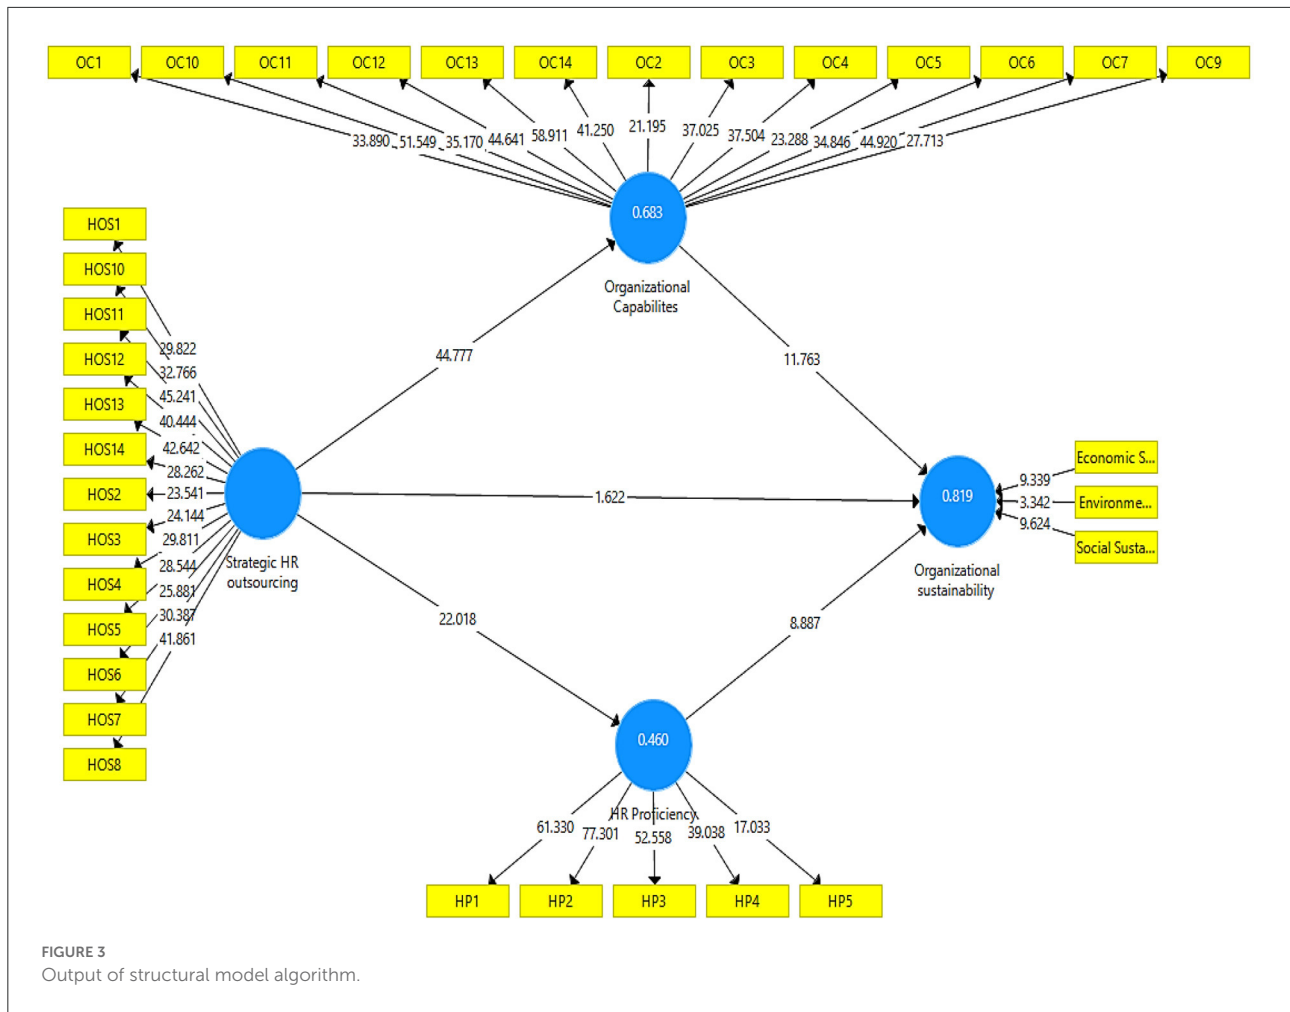 OC1 OC10 OC11 OC12 OC13 OC14 OC2 OC3 OC4 OC5 OC6 OC7 OC9
33.890 51.549 35.170 44.641 58.911 41.250 21.195 37.025 37.504 23.288 34.846 44.920 27.713
0.683
Organizational
Capabilites
HOS1
HOS10
HOS11
HOS12
HOS13
HOS14
HOS2
HOS3
HOS4
HOS5
HOS6
HOS7
HOS8
29.822
32.766
45.241
40.444
42.642
28.262
23.541
24.144
29.811
28.544
25.881
30.387
41.861
Strategic HR
outsourcing
44.777
11.763
1.622
22.018
8.887
0.819
Organizational
sustainability
9.339
3.342
9.624
Economic S...
Environme...
Social Susta...
0.460
HR Proficiency
61.330 77.301 52.558 39.038 17.033
HP1 HP2 HP3 HP4 HP5
FIGURE 3
Output of structural model algorithm.